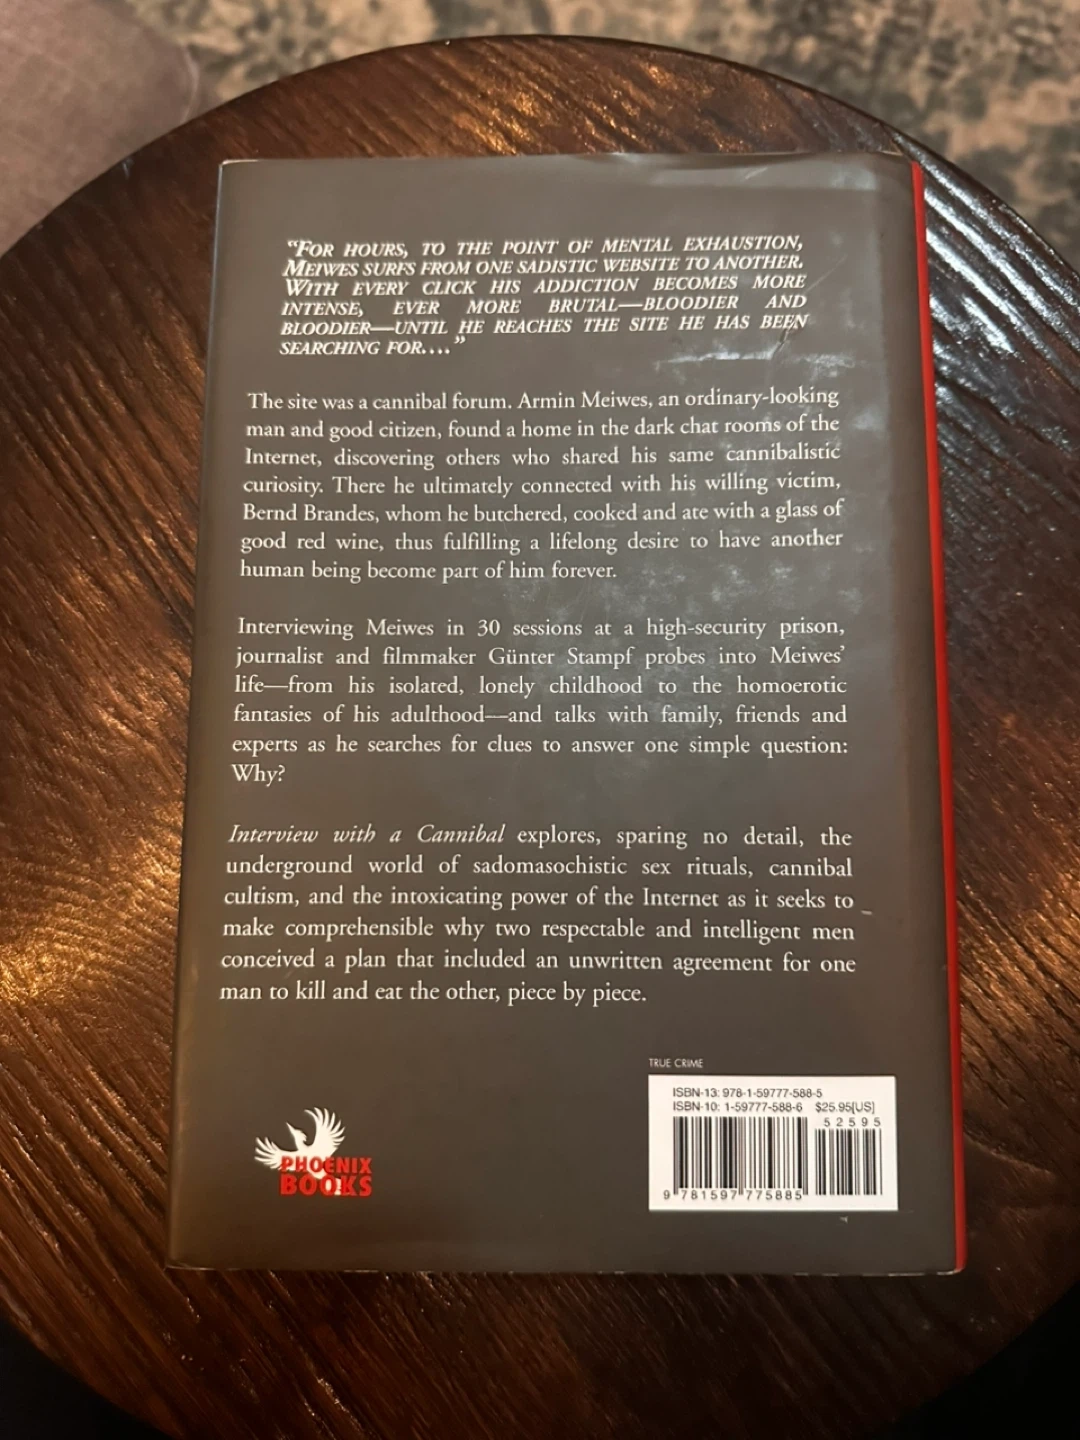 “FOR HOURS, TO THE POINT OF MENTAL EXHAUSTION,
MEIWES SURFS FROM ONE SADISTIC WEBSITE TO ANOTHER.
WITH EVERY CLICK HIS ADDICTION BECOMES MORE
INTENSE, EVER MORE BRUTAL—BLOODIER AND
BLOODIER—UNTIL HE REACHES THE SITE HE HAS BEEN
SEARCHING FOR....”
The site was a cannibal forum. Armin Meiwes, an ordinary-looking
man and good citizen, found a home in the dark chat rooms of the
Internet, discovering others who shared his same cannibalistic
curiosity. There he ultimately connected with his willing victim,
Bernd Brandes, whom he butchered, cooked and ate with a glass of
good red wine, thus fulfilling a lifelong desire to have another
human being become part of him forever.
Interviewing Meiwes in 30 sessions at a high-security prison,
journalist and filmmaker Günter Stampf probes into Meiwes’
life—from his isolated, lonely childhood to the homoerotic
fantasies of his adulthood—and talks with family, friends and
experts as he searches for clues to answer one simple question:
Why?
Interview with a Cannibal explores, sparing no detail, the
underground world of sadomasochistic sex rituals, cannibal
cultism, and the intoxicating power of the Internet as it seeks to
make comprehensible why two respectable and intelligent men
conceived a plan that included an unwritten agreement for one
man to kill and eat the other, piece by piece.
TRUE CRIME
ISBN-13: 978-1-59777-588-5
ISBN-10: 1-59777-588-6 $25.95[US]
52595
9 781597 775885
PHOENIX
BOOKS